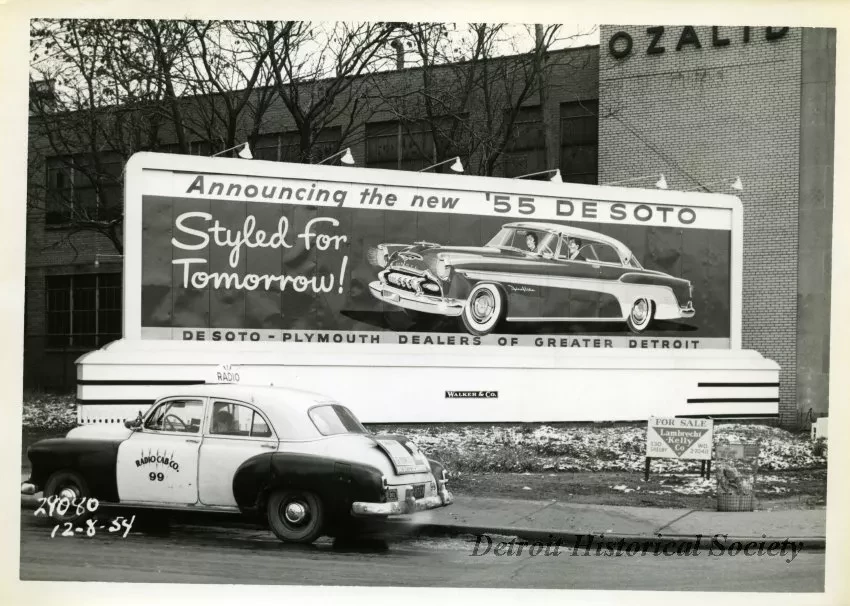 OZALID
Announcing the new '55 DE SOTO
Styled for
Tomorrow!
DE SOTO - PLYMOUTH DEALERS OF GREATER DETROIT
WALKER & CO.
RADIO
RADIO CAB CO.
99
FOR SALE
Lambrecht
Kelly
Co.
24080
12-8-54
Detroit Historical Society